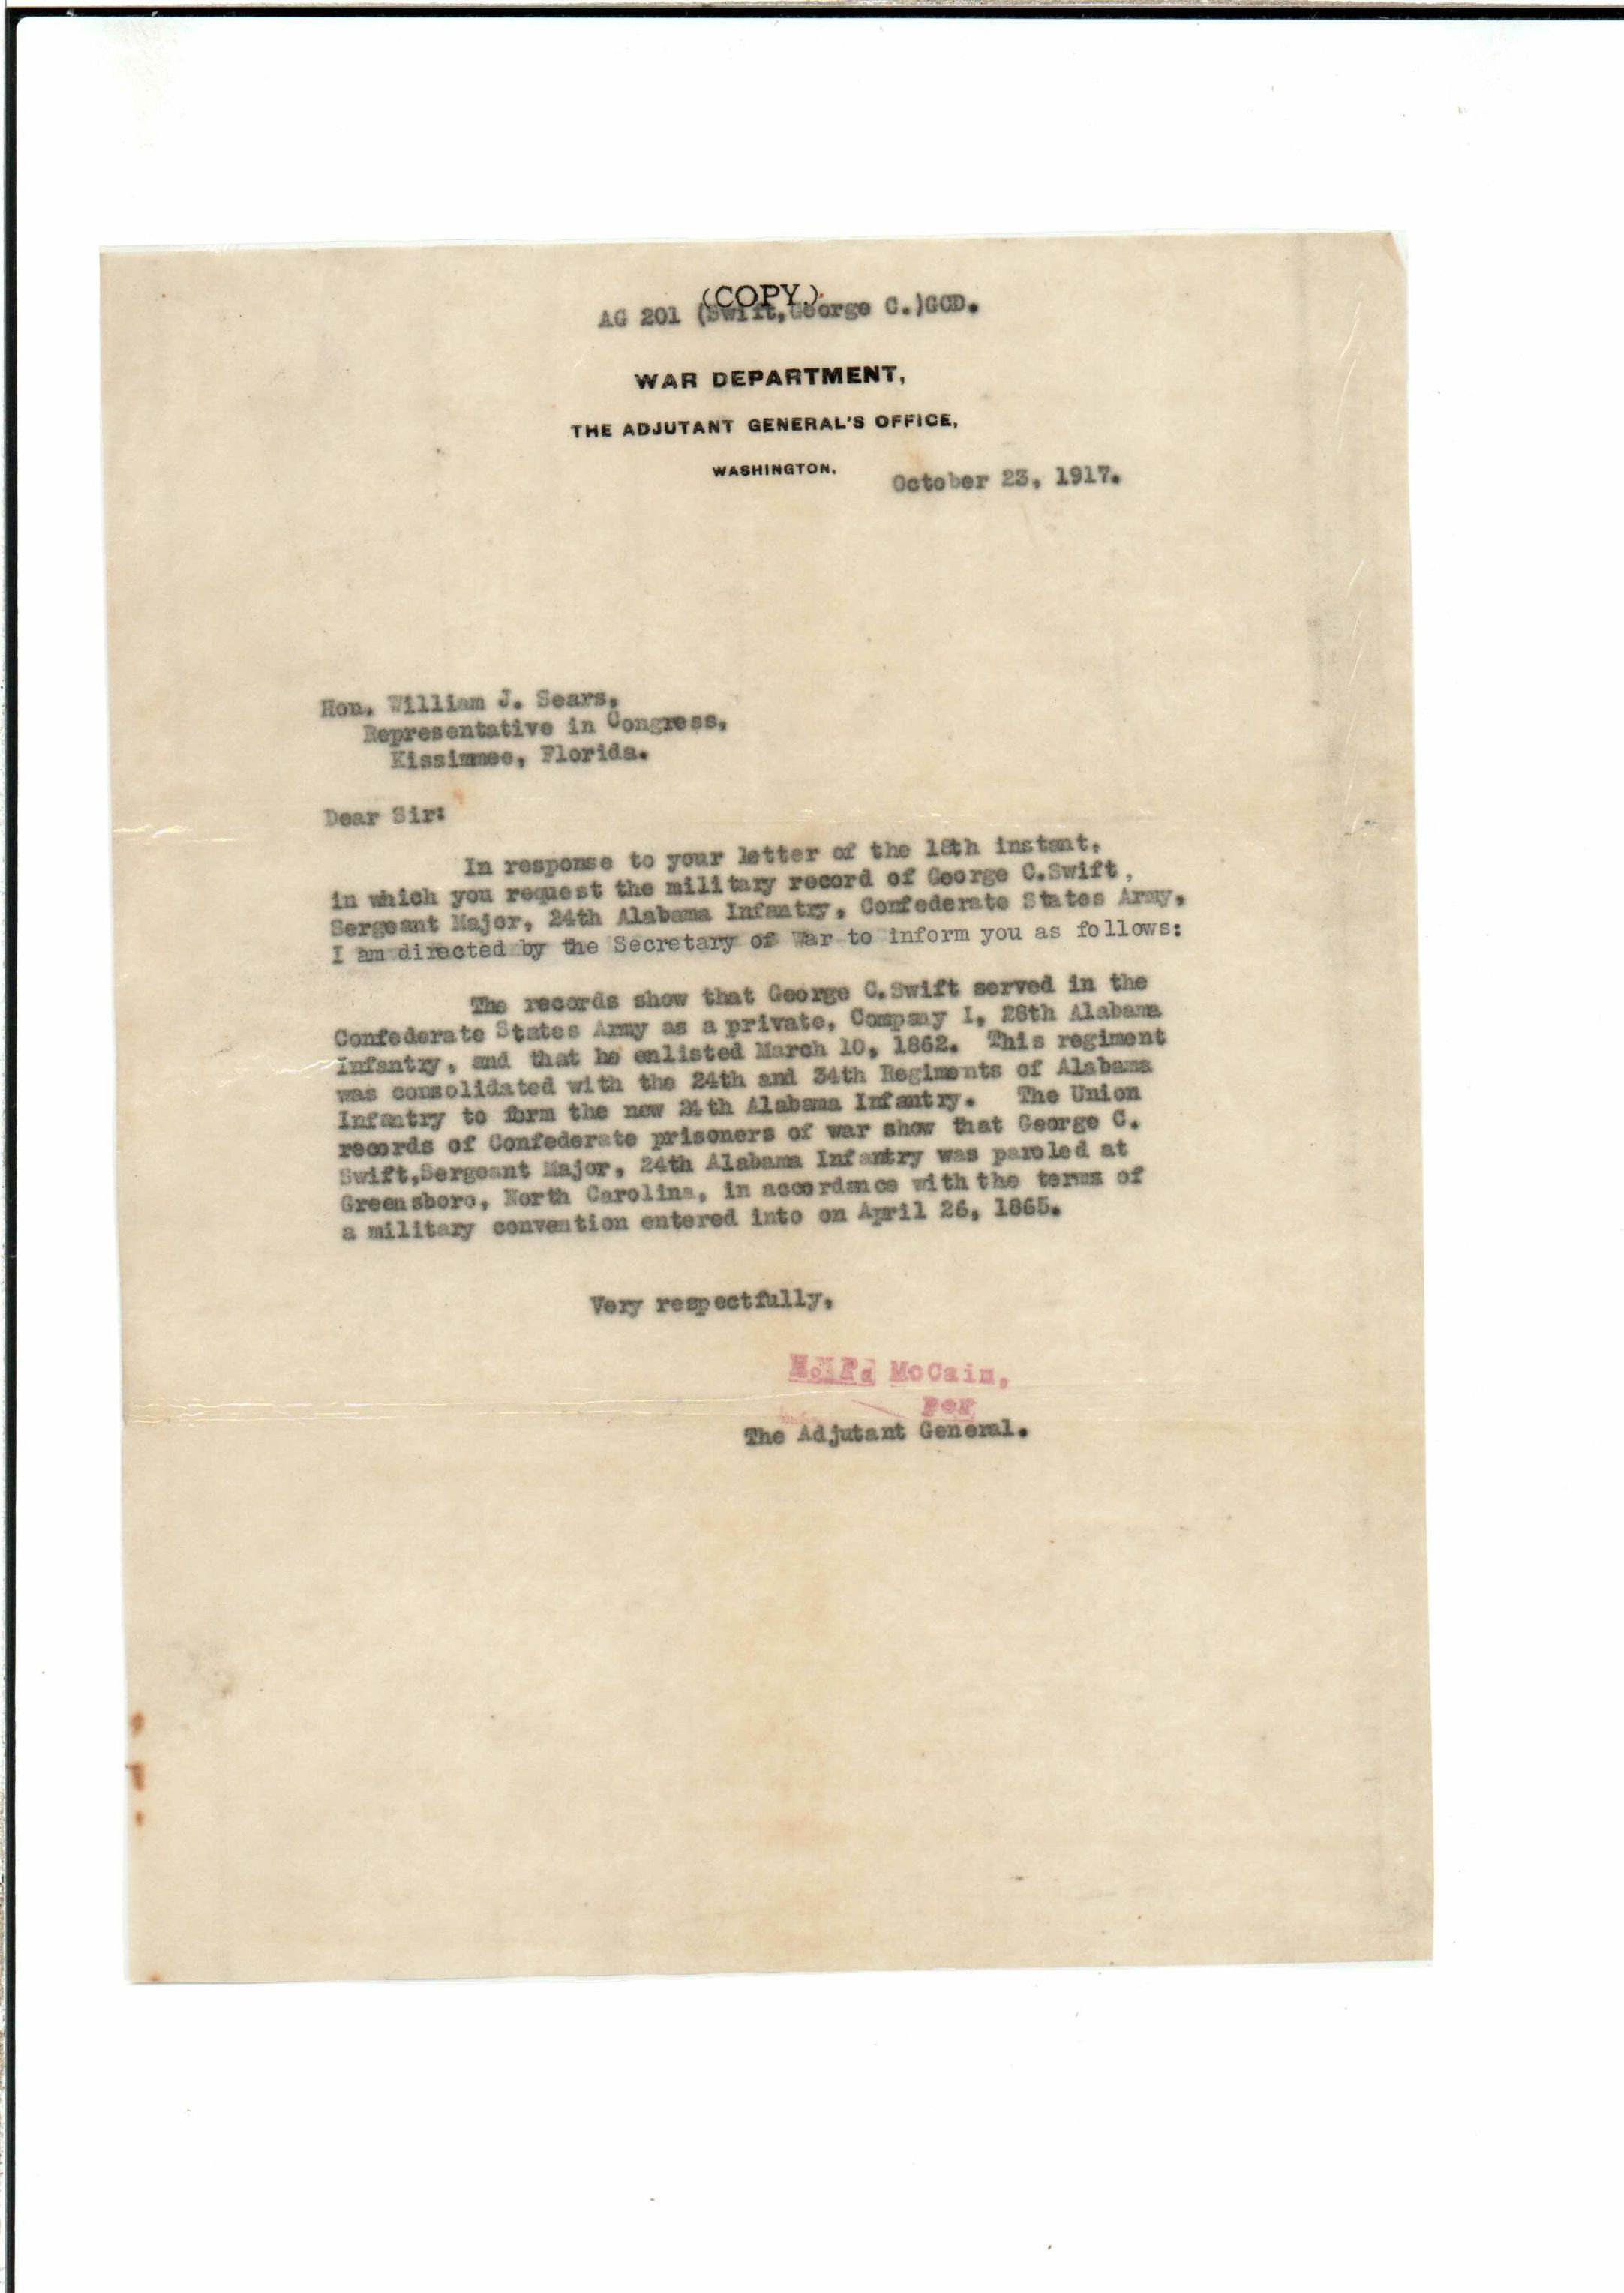 (COPY)
AG 201 (Swift,George C.)GCD.
WAR DEPARTMENT,
THE ADJUTANT GENERAL'S OFFICE,
WASHINGTON.
October 23, 1917.
Hon. William J. Sears,
Representative in Congress,
Kissimmee, Florida.
Dear Sir:
In response to your letter of the 18th instant,
in which you request the military record of George C.Swift,
Sergeant Major, 24th Alabama Infantry, Confederate States Army,
I am directed by the Secretary of War to inform you as follows:
The records show that George C.Swift served in the
Confederate States Army as a private, Company I, 28th Alabama
Infantry, and that he enlisted March 10, 1862. This regiment
was consolidated with the 24th and 34th Regiments of Alabama
Infantry to form the new 24th Alabama Infantry. The Union
records of Confederate prisoners of war show that George C.
Swift,Sergeant Major, 24th Alabama Infantry was paroled at
Greensboro, North Carolina, in accordance with the terms of
a military convention entered into on April 26, 1865.
Very respectfully,
McCain,
Per
The Adjutant General.